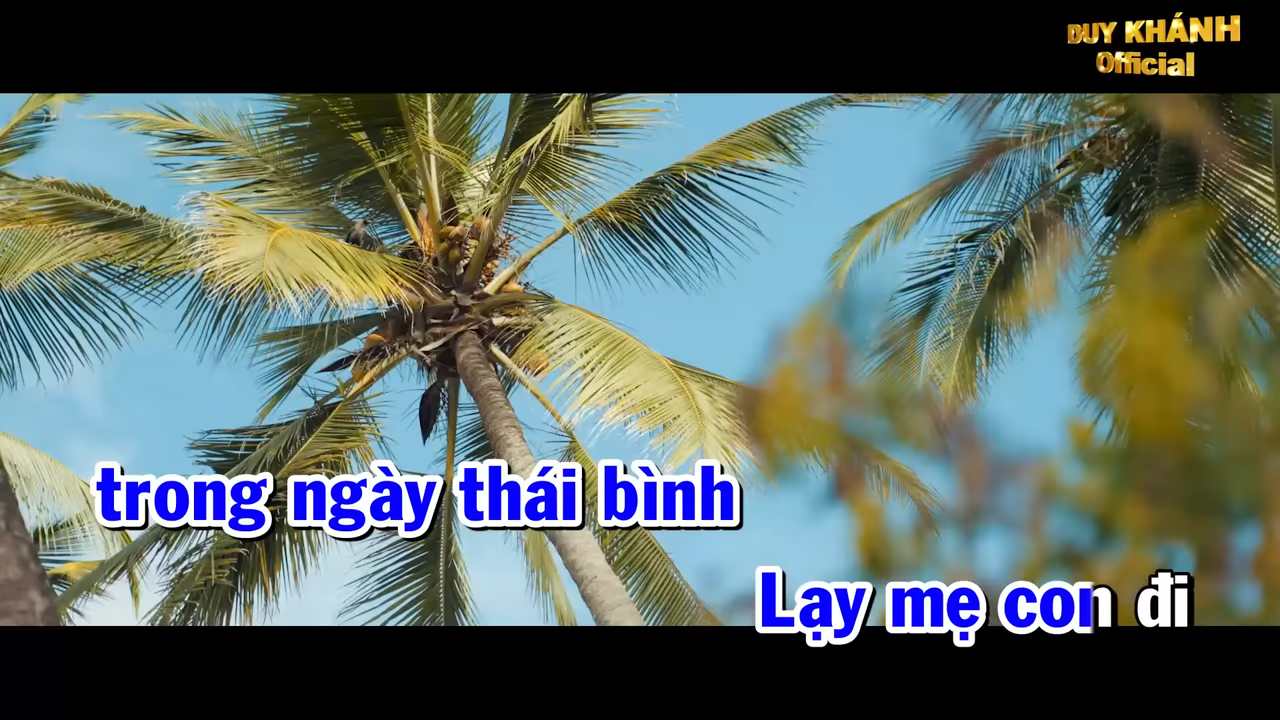 DUY KHÁNH
Official
trong ngày thái bình
Lạy mẹ con đi